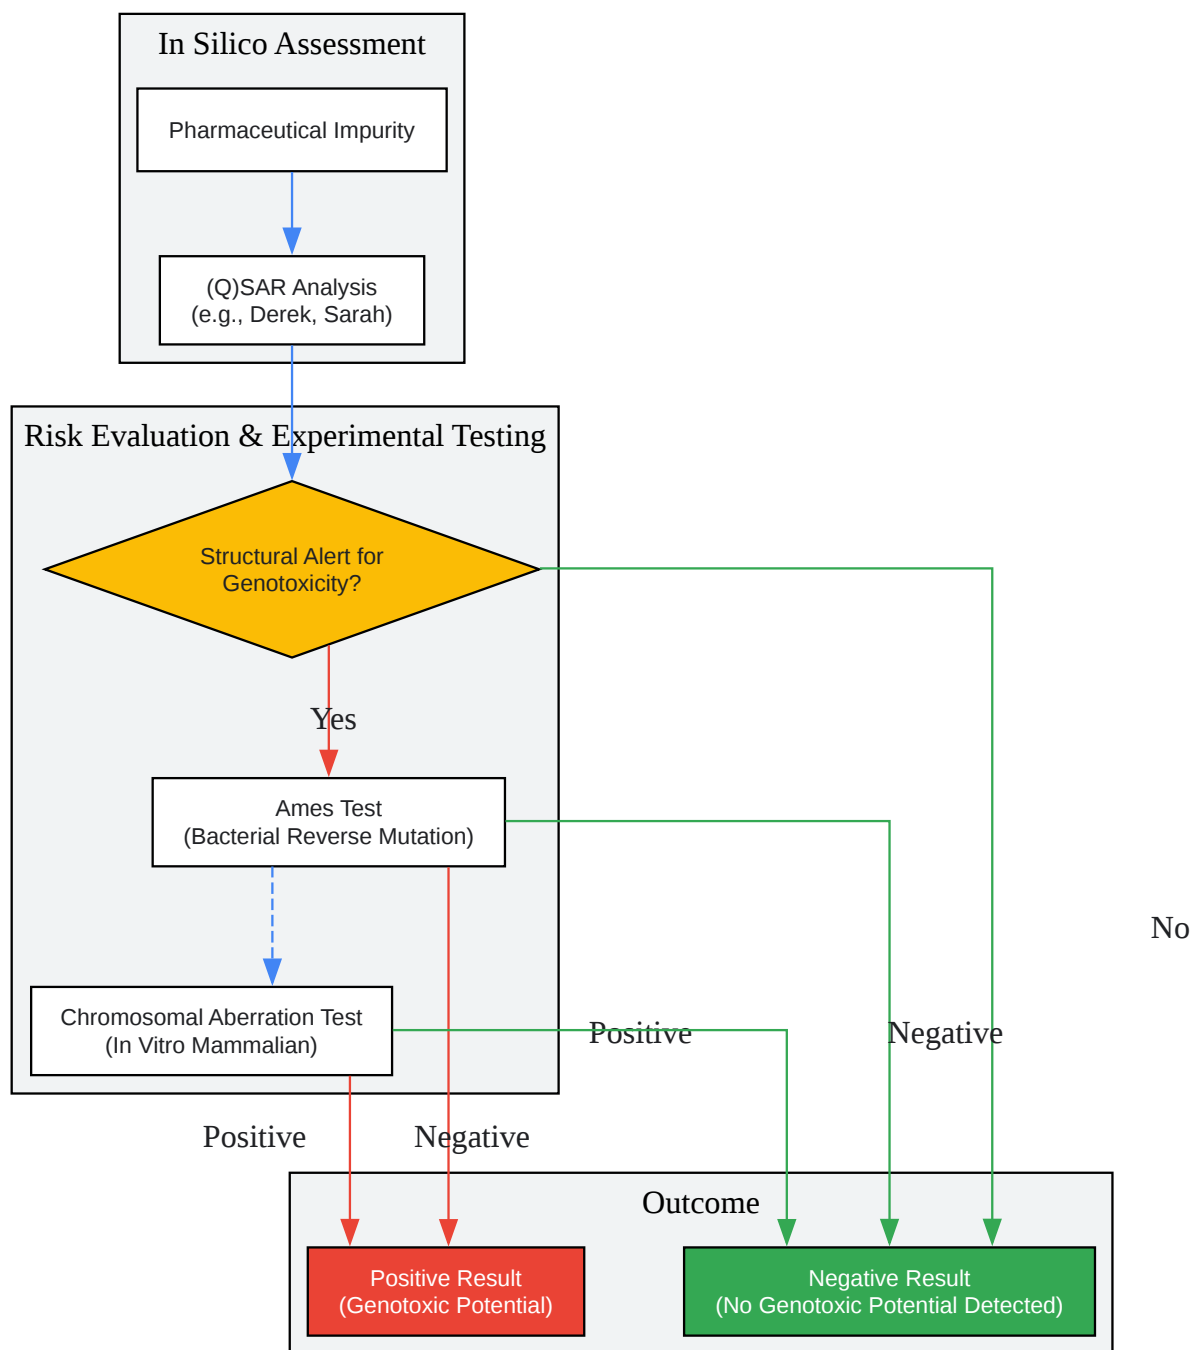 In Silico Assessment
Pharmaceutical Impurity
(Q)SAR Analysis
(e.g., Derek, Sarah)
Risk Evaluation & Experimental Testing
Structural Alert for
Genotoxicity?
Yes
Ames Test
(Bacterial Reverse Mutation)
No
Chromosomal Aberration Test
(In Vitro Mammalian)
Positive
Negative
Positive
Negative
Outcome
Positive Result
(Genotoxic Potential)
Negative Result
(No Genotoxic Potential Detected)